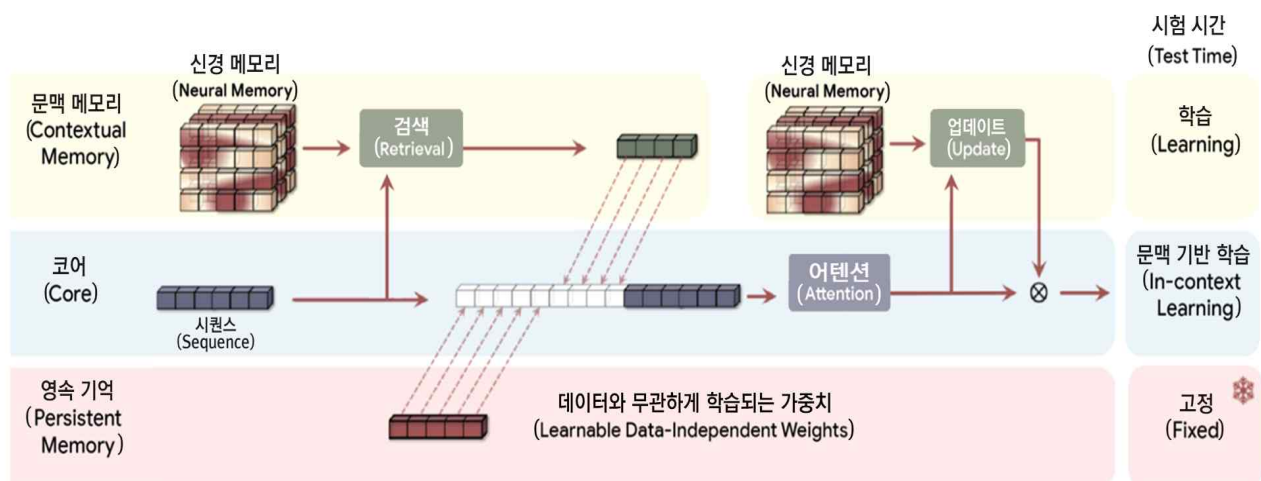 시험 시간
(Test Time)
신경 메모리
(Neural Memory)
신경 메모리
(Neural Memory)
문맥 메모리
(Contextual
Memory)
검색
(Retrieval)
업데이트
(Update)
학습
(Learning)
코어
(Core)
시퀀스
(Sequence)
어텐션
(Attention)
문맥 기반 학습
(In-context
Learning)
영속 기억
(Persistent
Memory)
데이터와 무관하게 학습되는 가중치
(Learnable Data-Independent Weights)
고정
(Fixed)